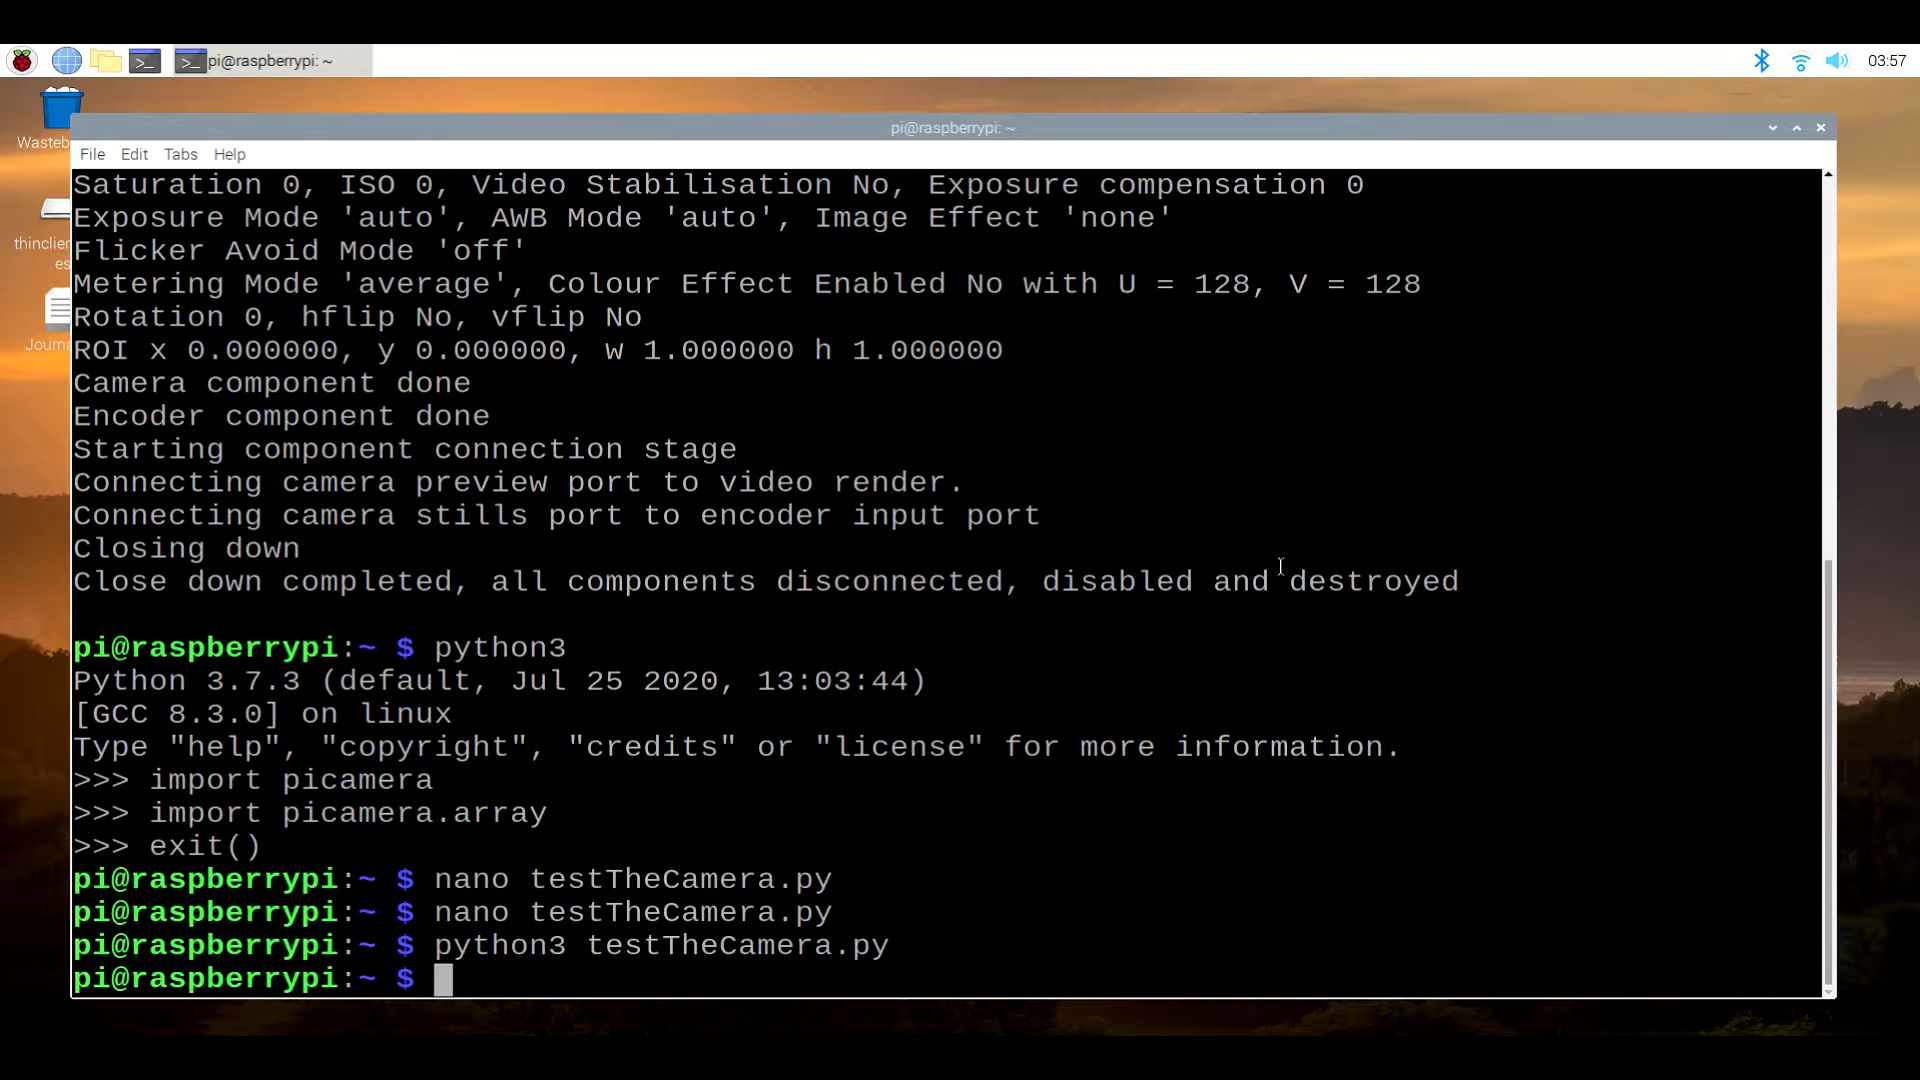 pi@raspberrypi: ~
03:57
Wasteb
thinclien
es
Journa
pi@raspberrypi: ~
File Edit Tabs Help
Saturation 0, ISO 0, Video Stabilisation No, Exposure compensation 0
Exposure Mode 'auto', AWB Mode 'auto', Image Effect 'none'
Flicker Avoid Mode 'off'
Metering Mode 'average', Colour Effect Enabled No with U = 128, V = 128
Rotation 0, hflip No, vflip No
ROI x 0.000000, y 0.000000, w 1.000000 h 1.000000
Camera component done
Encoder component done
Starting component connection stage
Connecting camera preview port to video render.
Connecting camera stills port to encoder input port
Closing down
Close down completed, all components disconnected, disabled and destroyed
pi@raspberrypi:~ $ python3
Python 3.7.3 (default, Jul 25 2020, 13:03:44)
[GCC 8.3.0] on linux
Type "help", "copyright", "credits" or "license" for more information.
>>> import picamera
>>> import picamera.array
>>> exit()
pi@raspberrypi:~ $ nano testTheCamera.py
pi@raspberrypi:~ $ nano testTheCamera.py
pi@raspberrypi:~ $ python3 testTheCamera.py
pi@raspberrypi:~ $